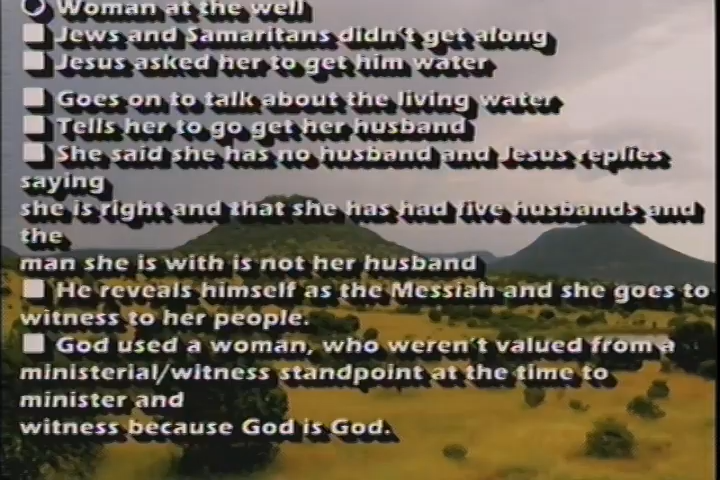 Woman at the well
Jews and Samaritans didn't get along
Jesus asked her to get him water
Goes on to talk about the living water
Tells her to go get her husband
She said she has no husband and Jesus replies
saying
she is right and that she has had five husbands and
the
man she is with is not her husband
He reveals himself as the Messiah and she goes to
witness to her people.
God used a woman, who weren't valued from a
ministerial/witness standpoint at the time to
minister and
witness because God is God.